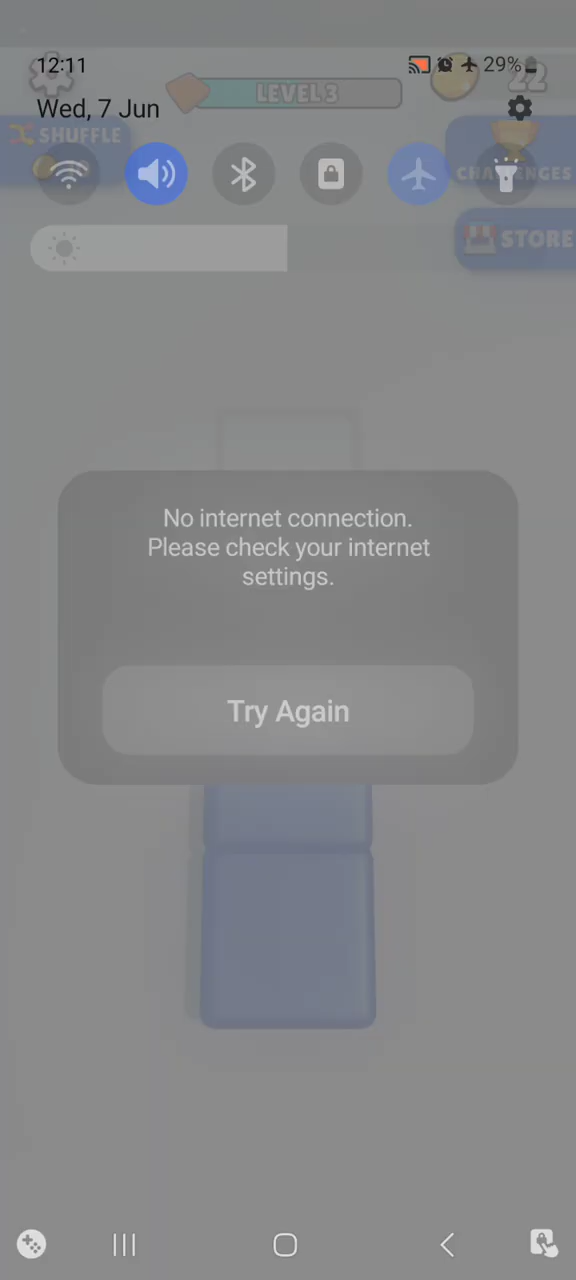 12:11
29%
22
LEVEL 3
Wed, 7 Jun
SHUFFLE
CHALLENGES
STORE
No internet connection.
Please check your internet
settings.
Try Again